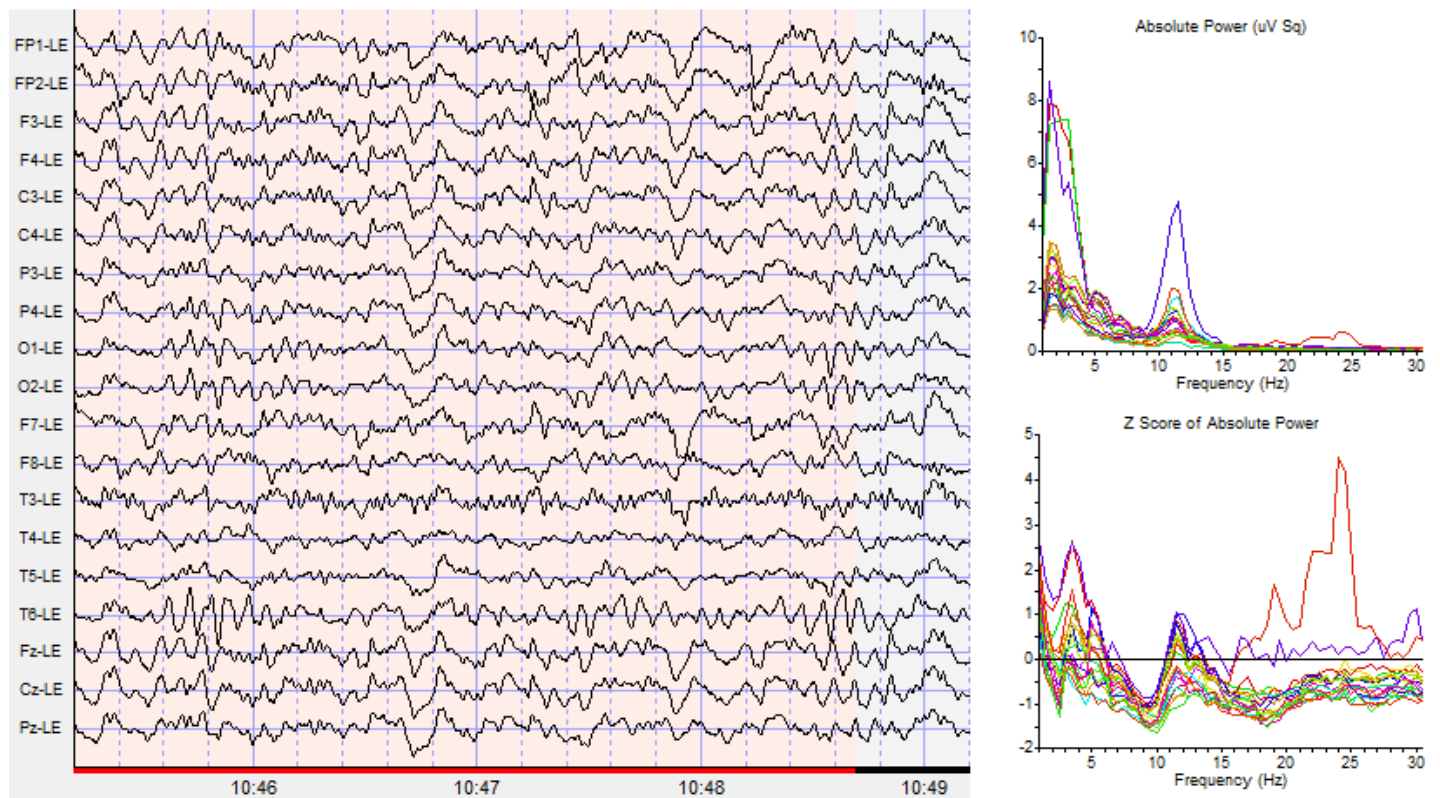 FP1-LE
FP2-LE
F3-LE
F4-LE
C3-LE
C4-LE
P3-LE
P4-LE
O1-LE
O2-LE
F7-LE
F8-LE
T3-LE
T4-LE
T5-LE
T6-LE
Fz-LE
Cz-LE
Pz-LE
10:46 10:47 10:48 10:49
Absolute Power (uV Sq)
10
8
6
4
2
0
5 10 15 20 25 30
Frequency (Hz)
Z Score of Absolute Power
5
4
3
2
1
0
-1
-2
5 10 15 20 25 30
Frequency (Hz)